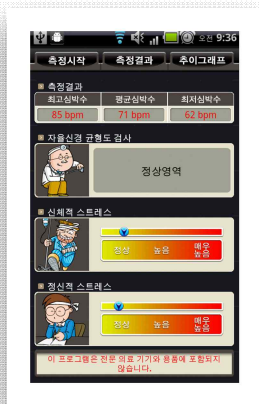 오전 9:36
측정시작 측정결과 추이그래프
측정결과
최고심박수 평균심박수 최저심박수
85 bpm 71 bpm 62 bpm
자율신경 균형도 검사
정상영역
신체적 스트레스
정상 높음 매우
높음
정신적 스트레스
정상 높음 매우
높음
이 프로그램은 전문 의료 기기와 용품에 포함되지
않습니다.